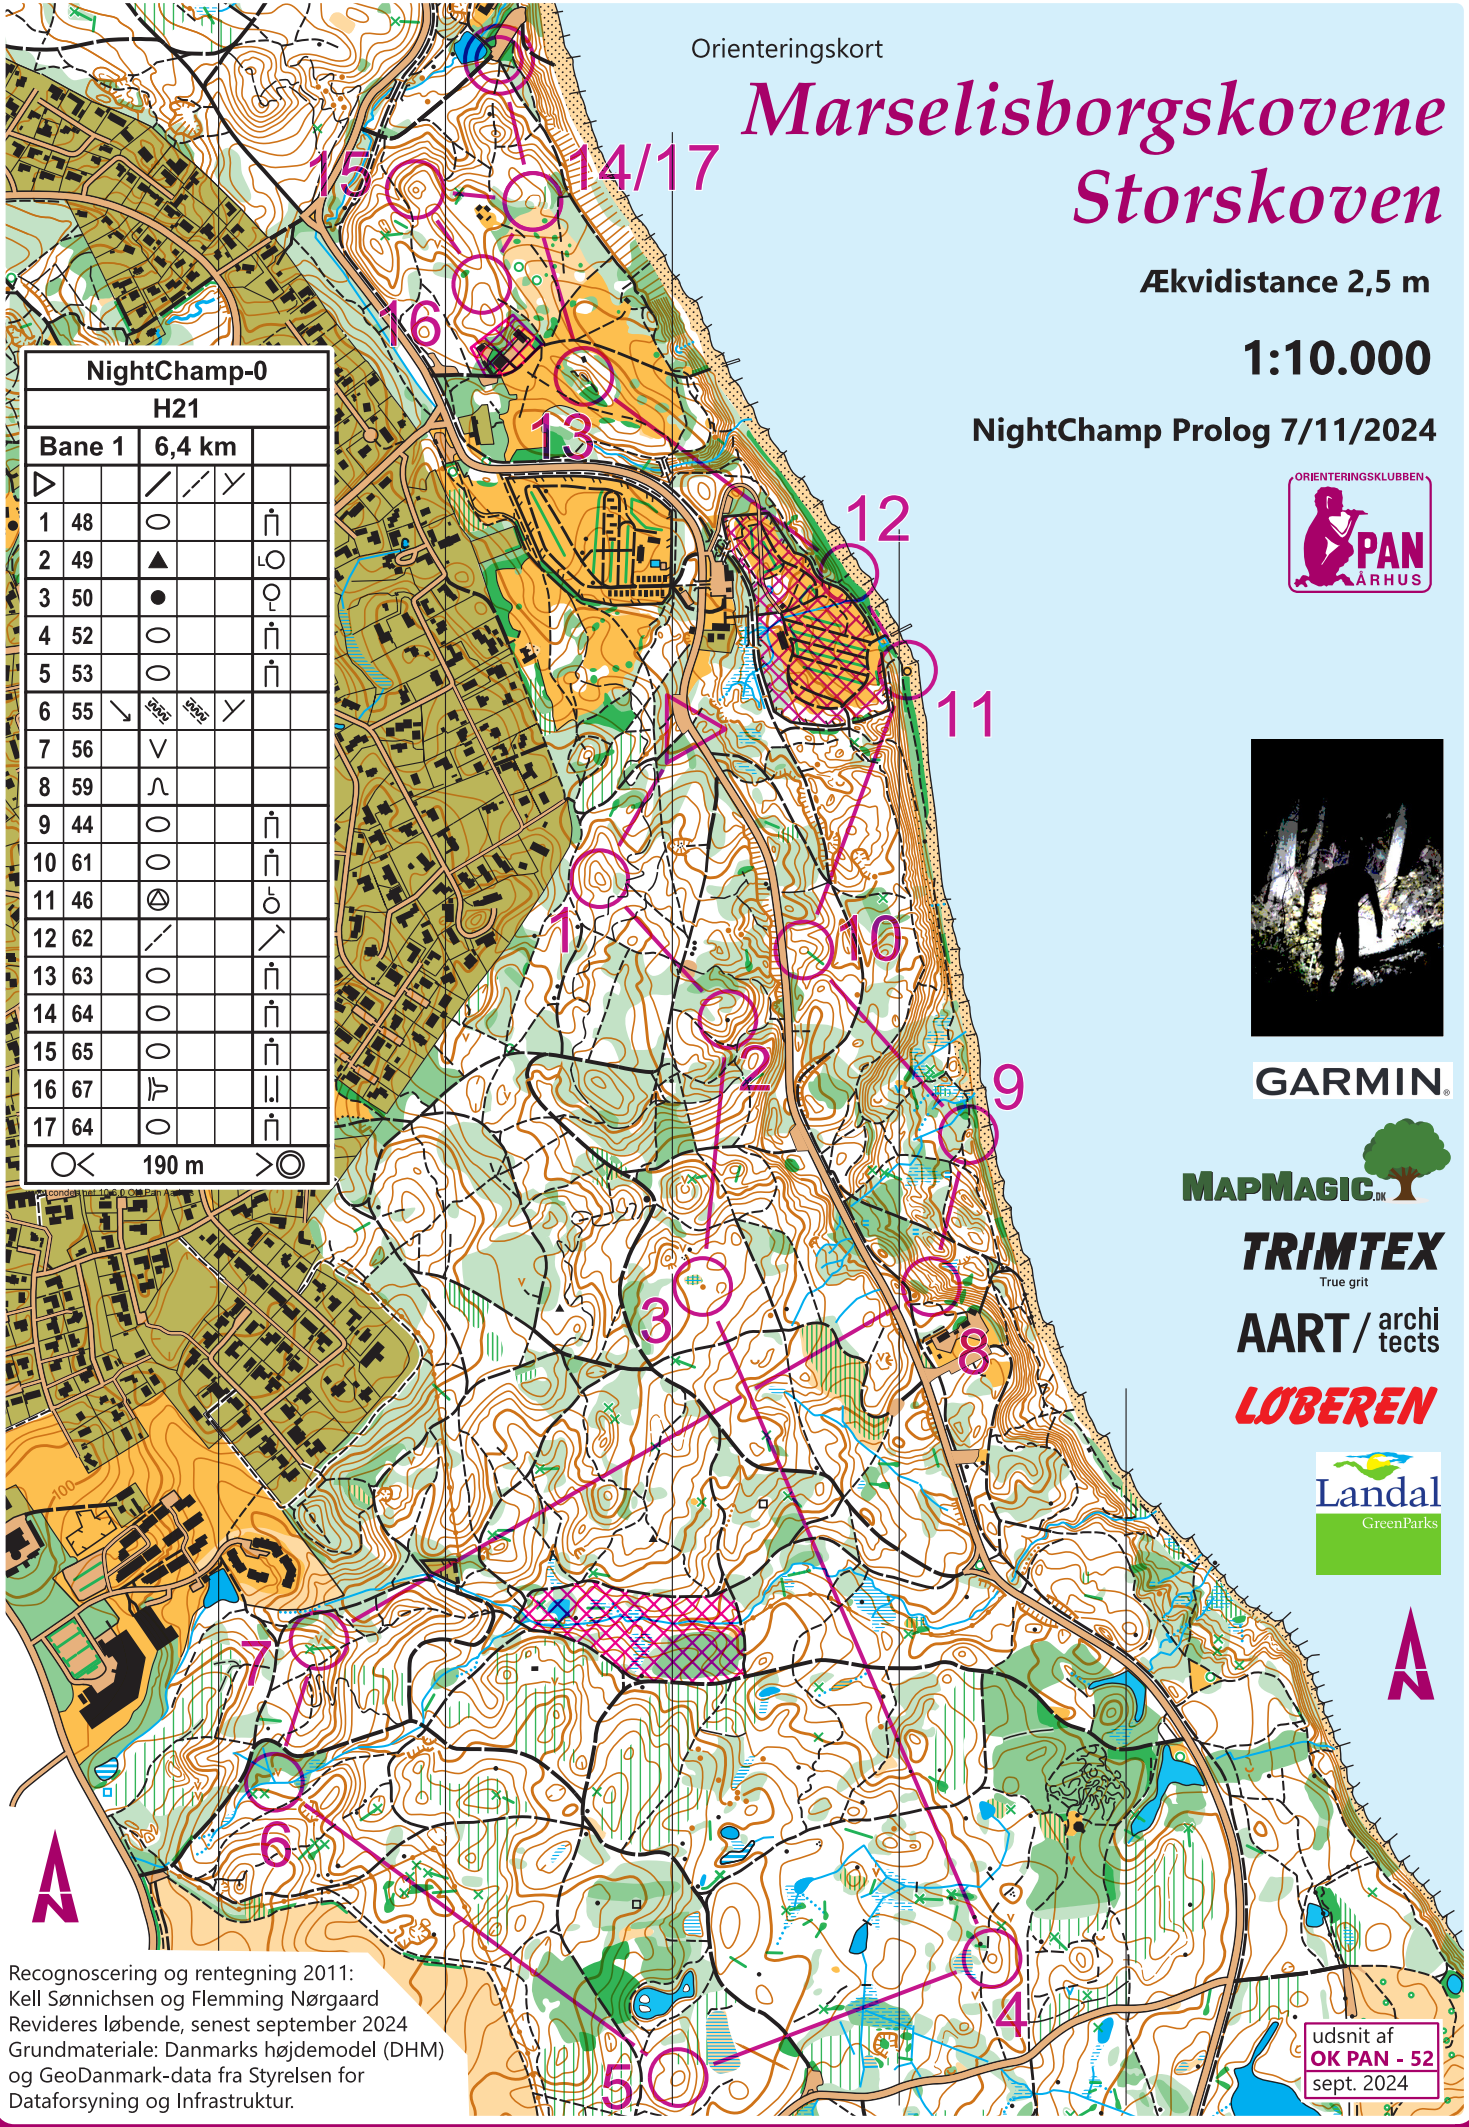 Orienteringskort
Marselisborgskovene
Storskoven
Ækvidistance 2,5 m
1:10.000
NightChamp Prolog 7/11/2024
ORIENTERINGSKLUBBEN
PAN
ÅRHUS
NightChamp-0
H21
Bane 1 6,4 km
1 48
2 49
3 50
4 52
5 53
6 55
7 56
8 59
9 44
10 61
11 46
12 62
13 63
14 64
15 65
16 67
17 64
190 m
15
14/17
16
13
12
11
1
10
2
9
3
8
7
6
4
5
100
GARMIN
MAPMAGIC.DK
TRIMTEX
True grit
AART / archi
tects
LØBEREN
Landal
GreenParks
N
N
Recognoscering og rentegning 2011:
Kell Sønnichsen og Flemming Nørgaard
Revideres løbende, senest september 2024
Grundmateriale: Danmarks højdemodel (DHM)
og GeoDanmark-data fra Styrelsen for
Dataforsyning og Infrastruktur.
udsnit af
OK PAN - 52
sept. 2024